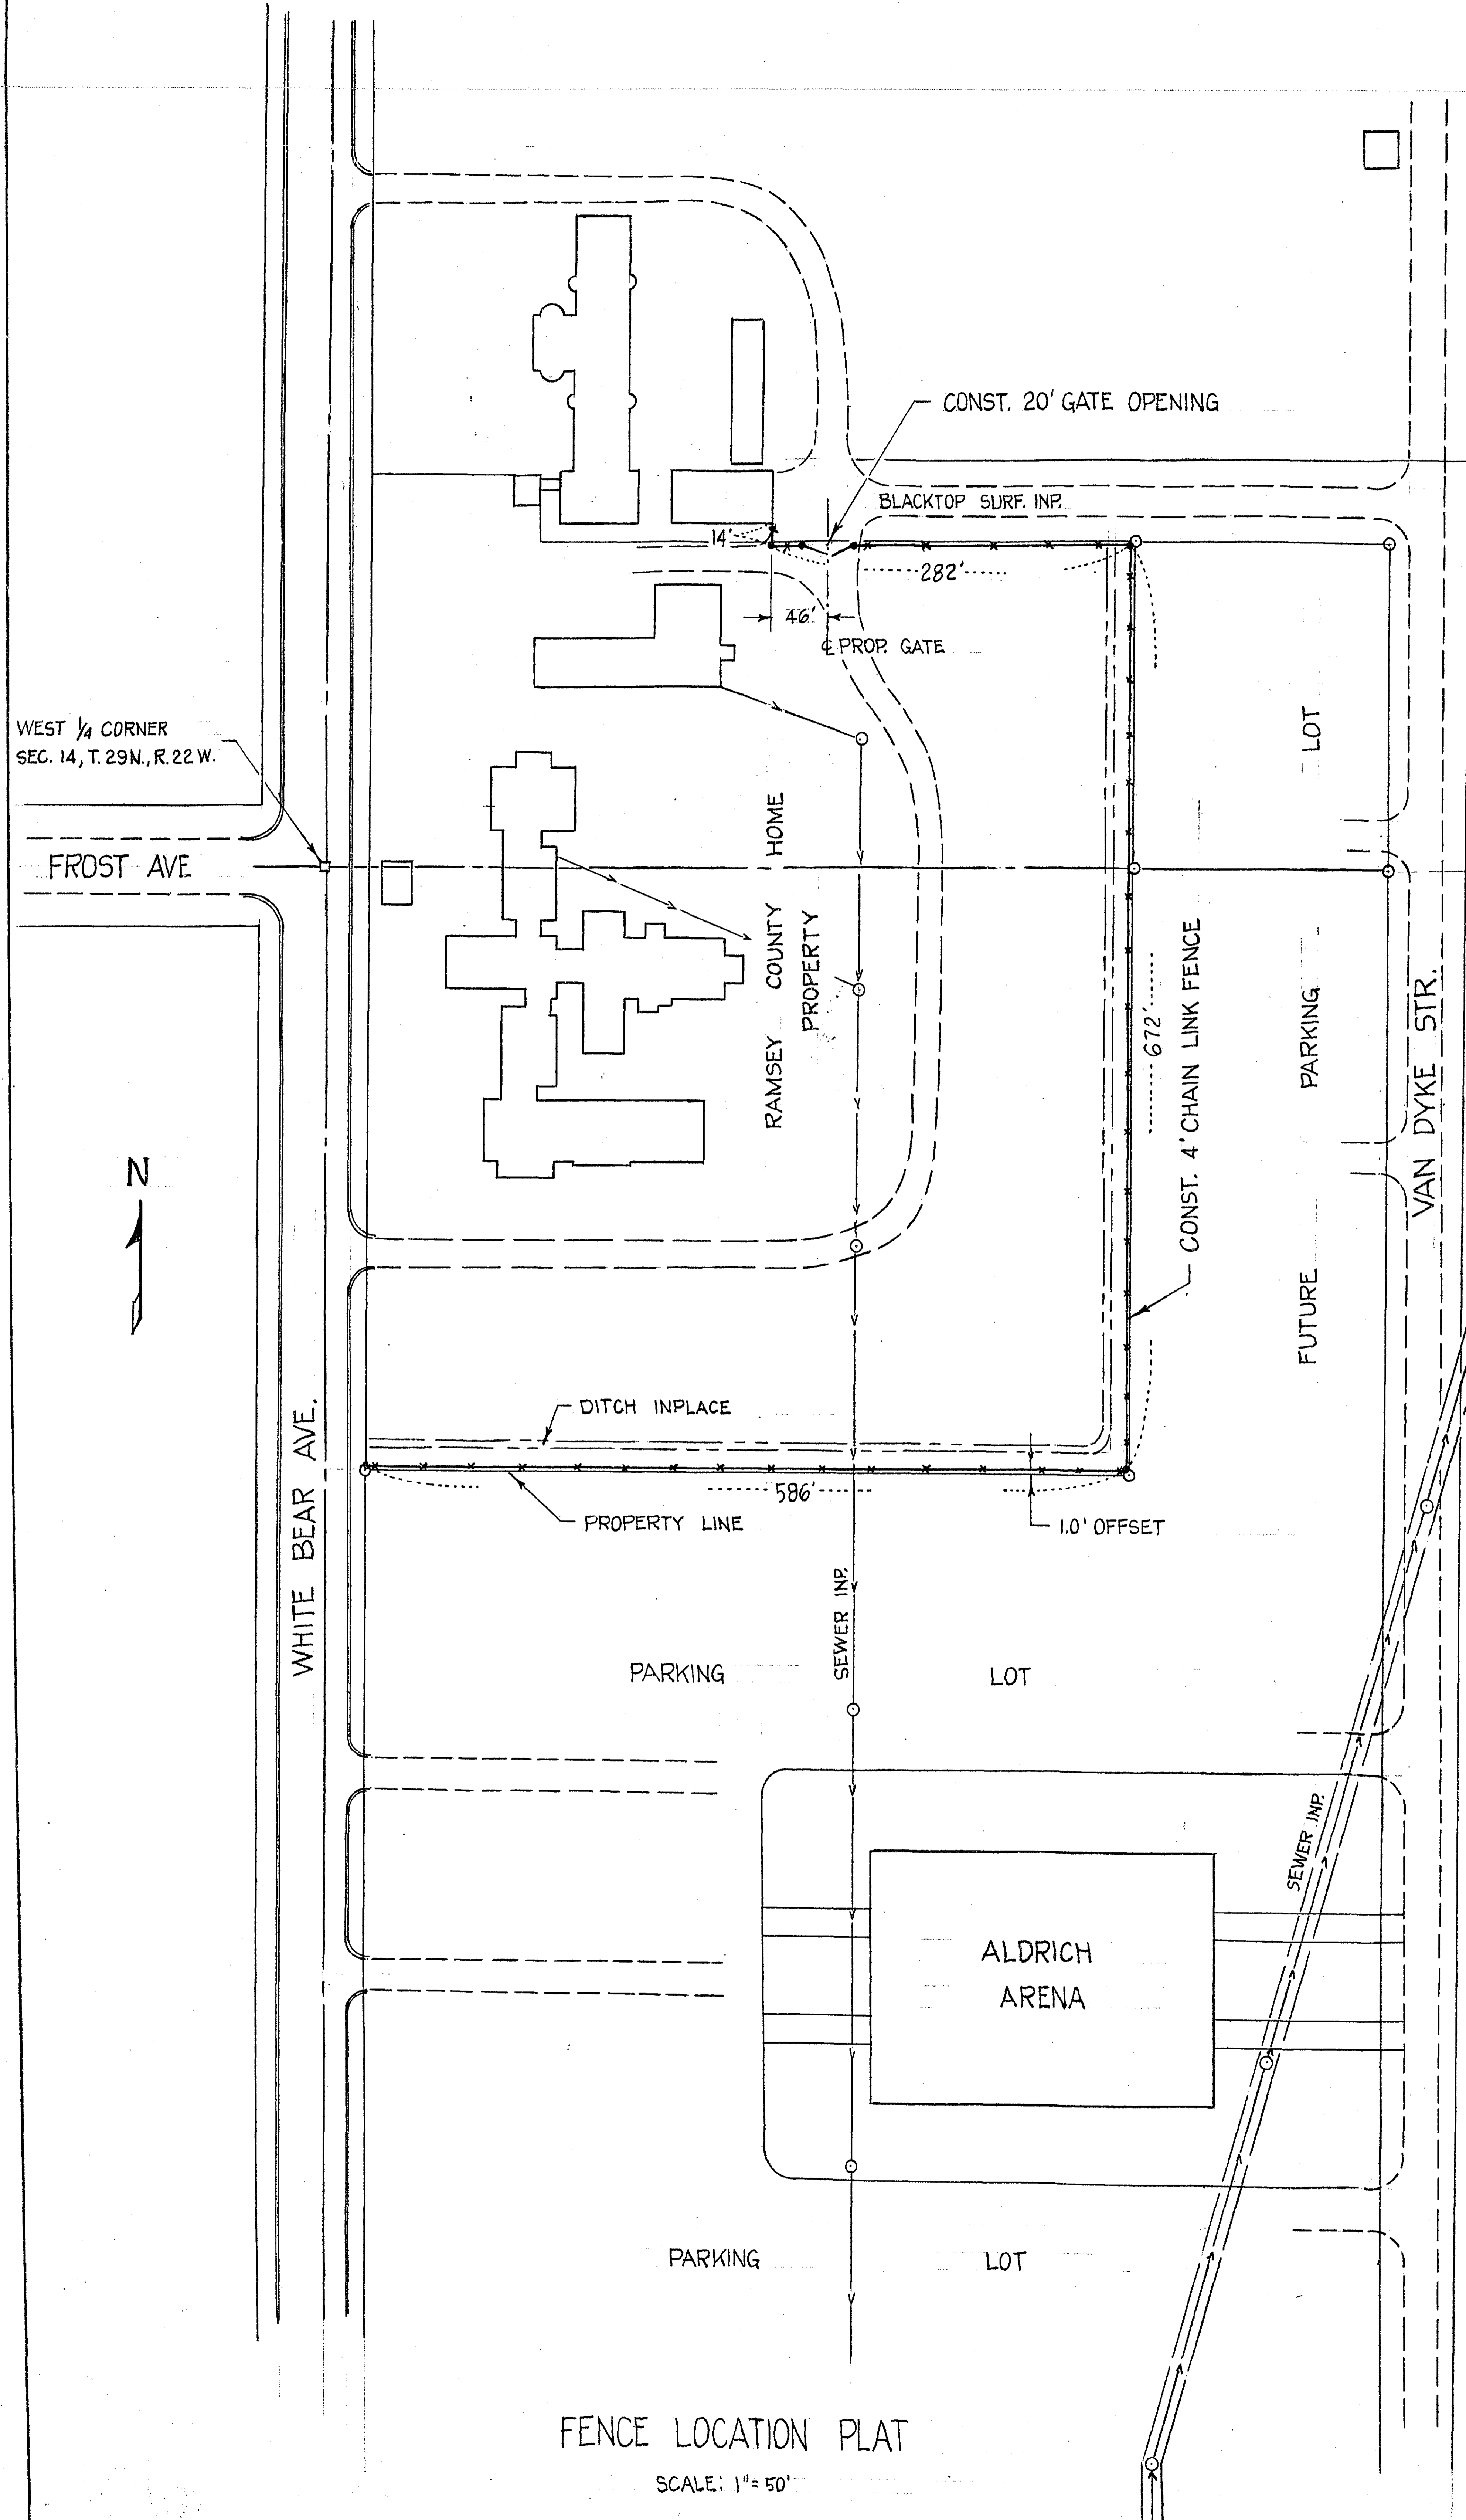 CONST. 20' GATE OPENING
BLACKTOP SURF. INP.
14'
282'
46'
℄ PROP. GATE
WEST 1/4 CORNER
SEC. 14, T. 29N., R. 22 W.
FROST AVE
RAMSEY COUNTY HOME
PROPERTY
672'
CONST. 4' CHAIN LINK FENCE
FUTURE PARKING LOT
VAN DYKE STR.
N
WHITE BEAR AVE.
DITCH INPLACE
586'
PROPERTY LINE
1.0' OFFSET
SEWER INP.
PARKING LOT
SEWER INP.
ALDRICH
ARENA
PARKING LOT
FENCE LOCATION PLAT
SCALE: 1" = 50'